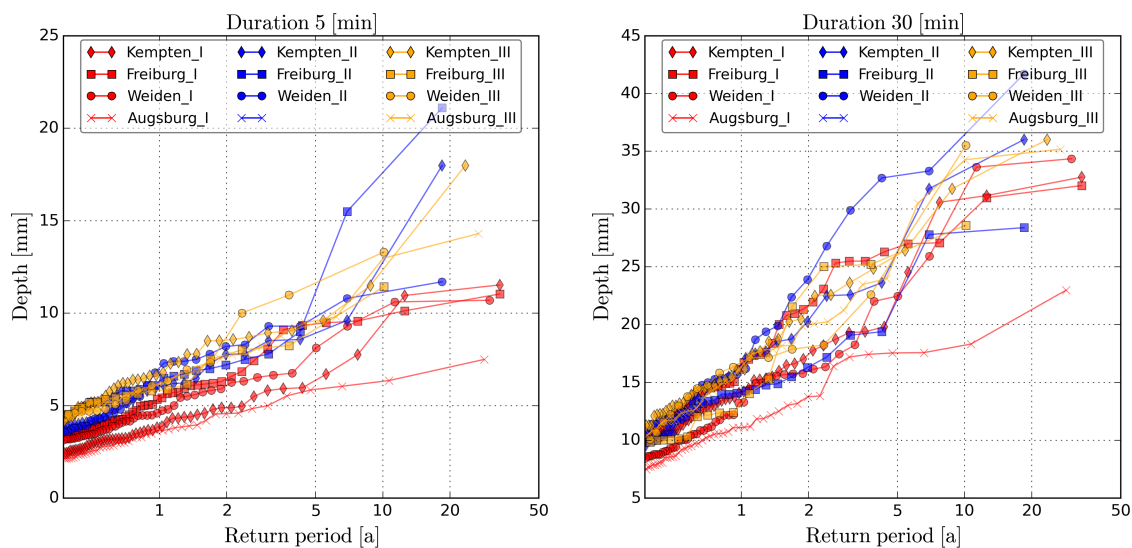 Duration 5 [min]
25
20
15
10
5
0
Kempten_I Kempten_II Kempten_III
Freiburg_I Freiburg_II Freiburg_III
Weiden_I Weiden_II Weiden_III
Augsburg_I Augsburg_III
1 2 5 10 20 50
Return period [a]
Depth [mm]
Duration 30 [min]
45
40
35
30
25
20
15
10
5
Kempten_I Kempten_II Kempten_III
Freiburg_I Freiburg_II Freiburg_III
Weiden_I Weiden_II Weiden_III
Augsburg_I Augsburg_III
1 2 5 10 20 50
Return period [a]
Depth [mm]